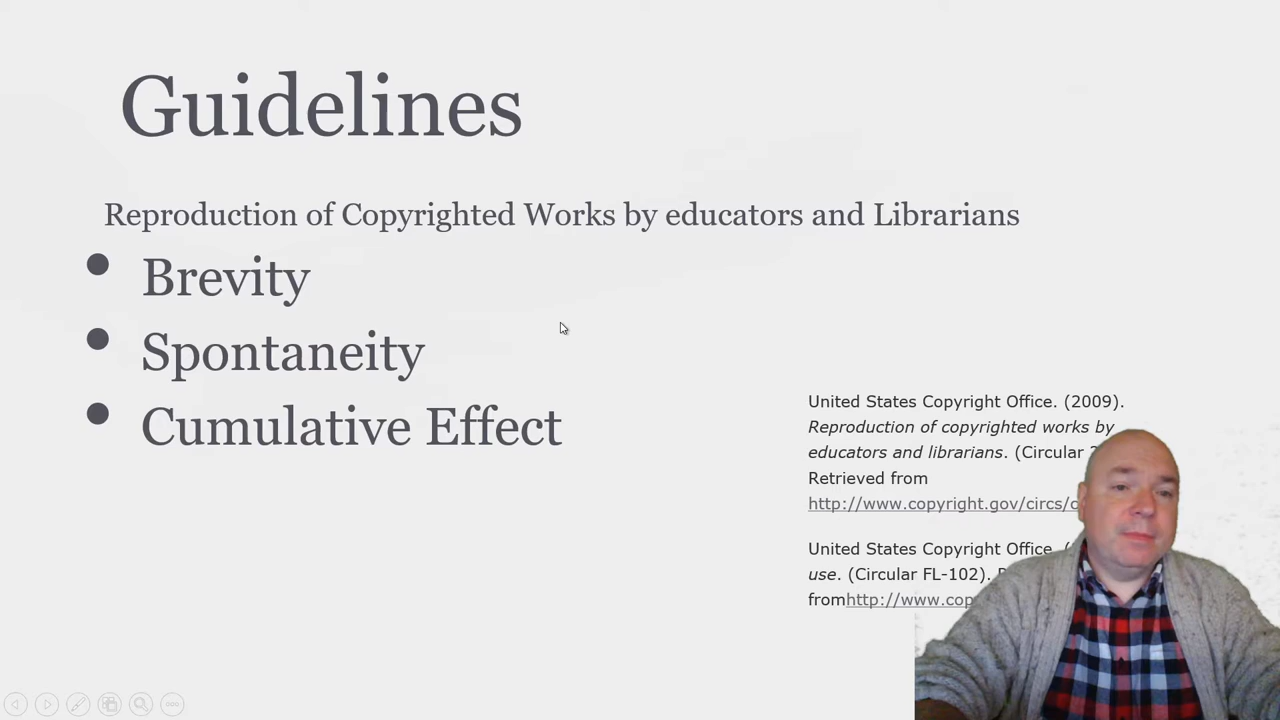 Guidelines
Reproduction of Copyrighted Works by educators and Librarians
Brevity
Spontaneity
Cumulative Effect
United States Copyright Office. (2009).
Reproduction of copyrighted works by
educators and librarians. (Circular
Retrieved from
http://www.copyright.gov/circs/c
United States Copyright Office.
use. (Circular FL-102).
fromhttp://www.cop